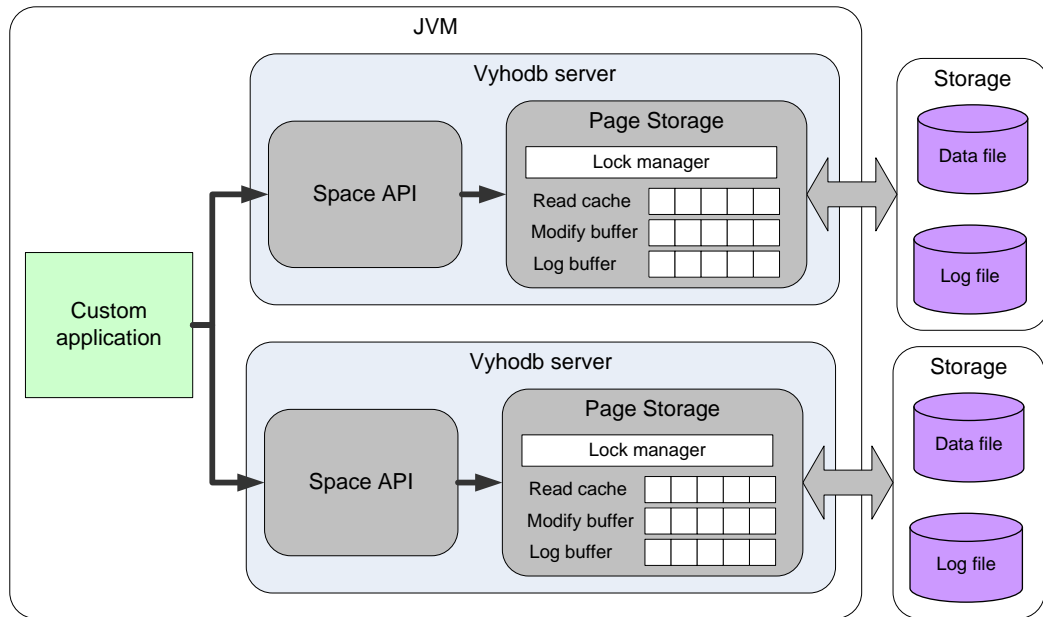 JVM
Vyhodb server
Space API
Page Storage
Lock manager
Read cache
Modify buffer
Log buffer
Storage
Data file
Log file
Custom
application
Vyhodb server
Space API
Page Storage
Lock manager
Read cache
Modify buffer
Log buffer
Storage
Data file
Log file